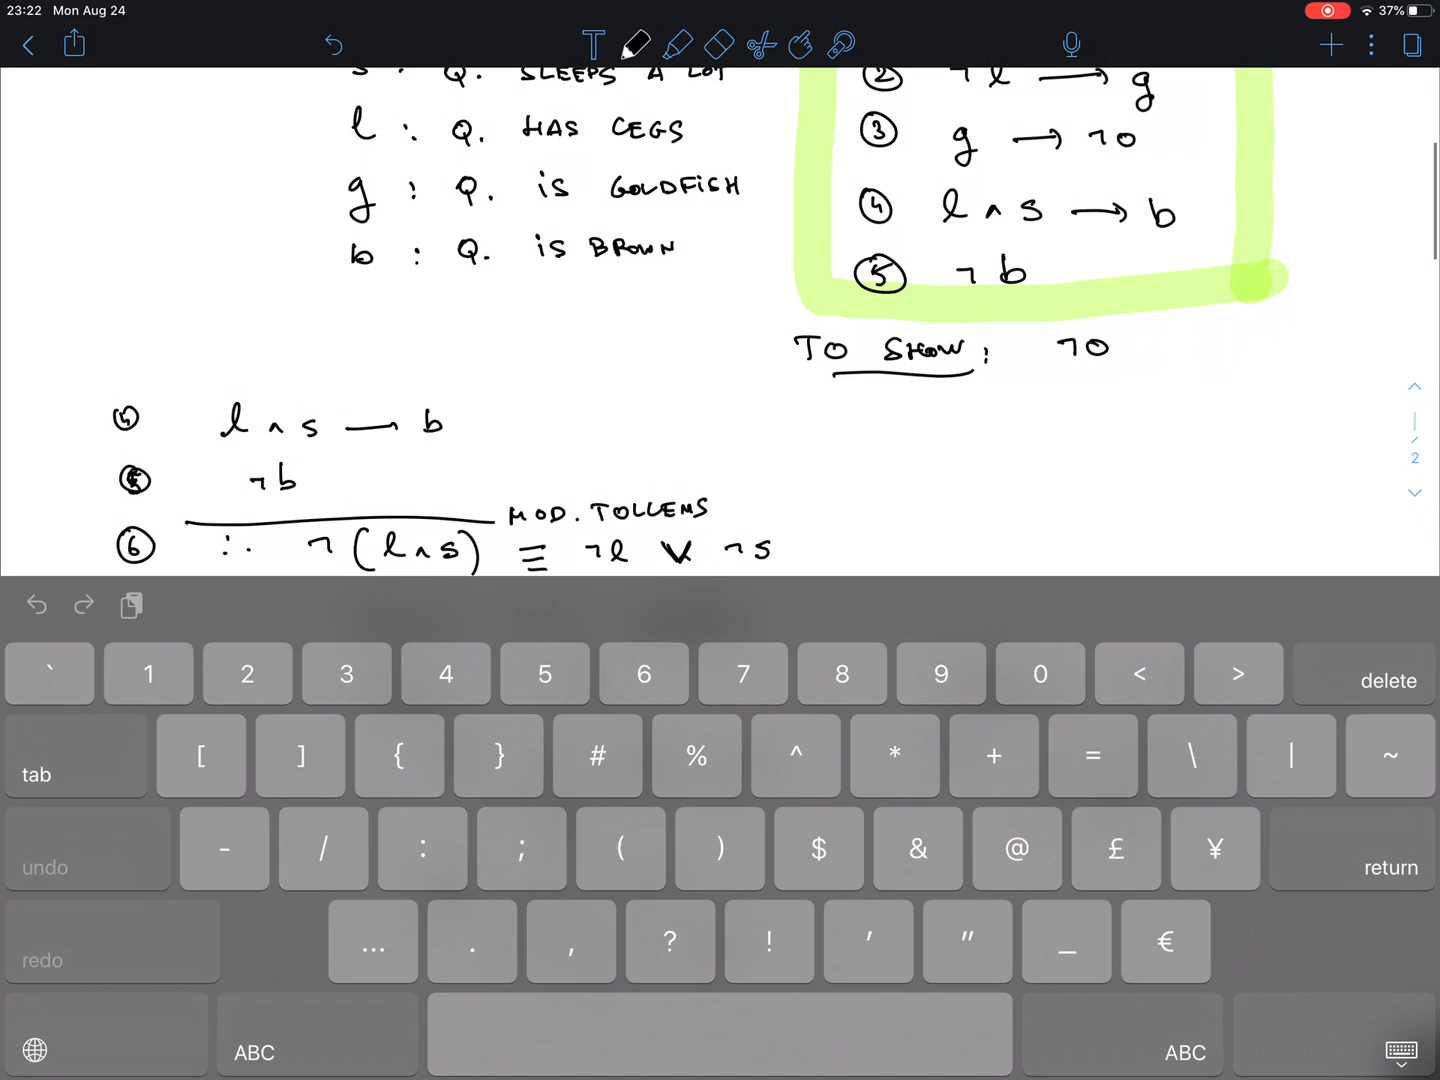 23:22 Mon Aug 24
37%
s : Q. SLEEPS A LOT
l : Q. HAS LEGS
g : Q. is GOLDFiSH
b : Q. is BROWN
② ¬l ⟶ g
③ g ⟶ ¬o
④ l ∧ s ⟶ b
⑤ ¬b
TO SHOW: ¬o
④ l ∧ s — b
⑤ ¬b
MOD. TOLLENS
⑥ ∴ ¬(l ∧ s) ≡ ¬l ∨ ¬s
2
` 1 2 3 4 5 6 7 8 9 0 < > delete
tab [ ] { } # % ^ * + = \ | ~
undo - / : ; ( ) $ & @ £ ¥ return
redo ... . , ? ! ' " _ €
ABC ABC